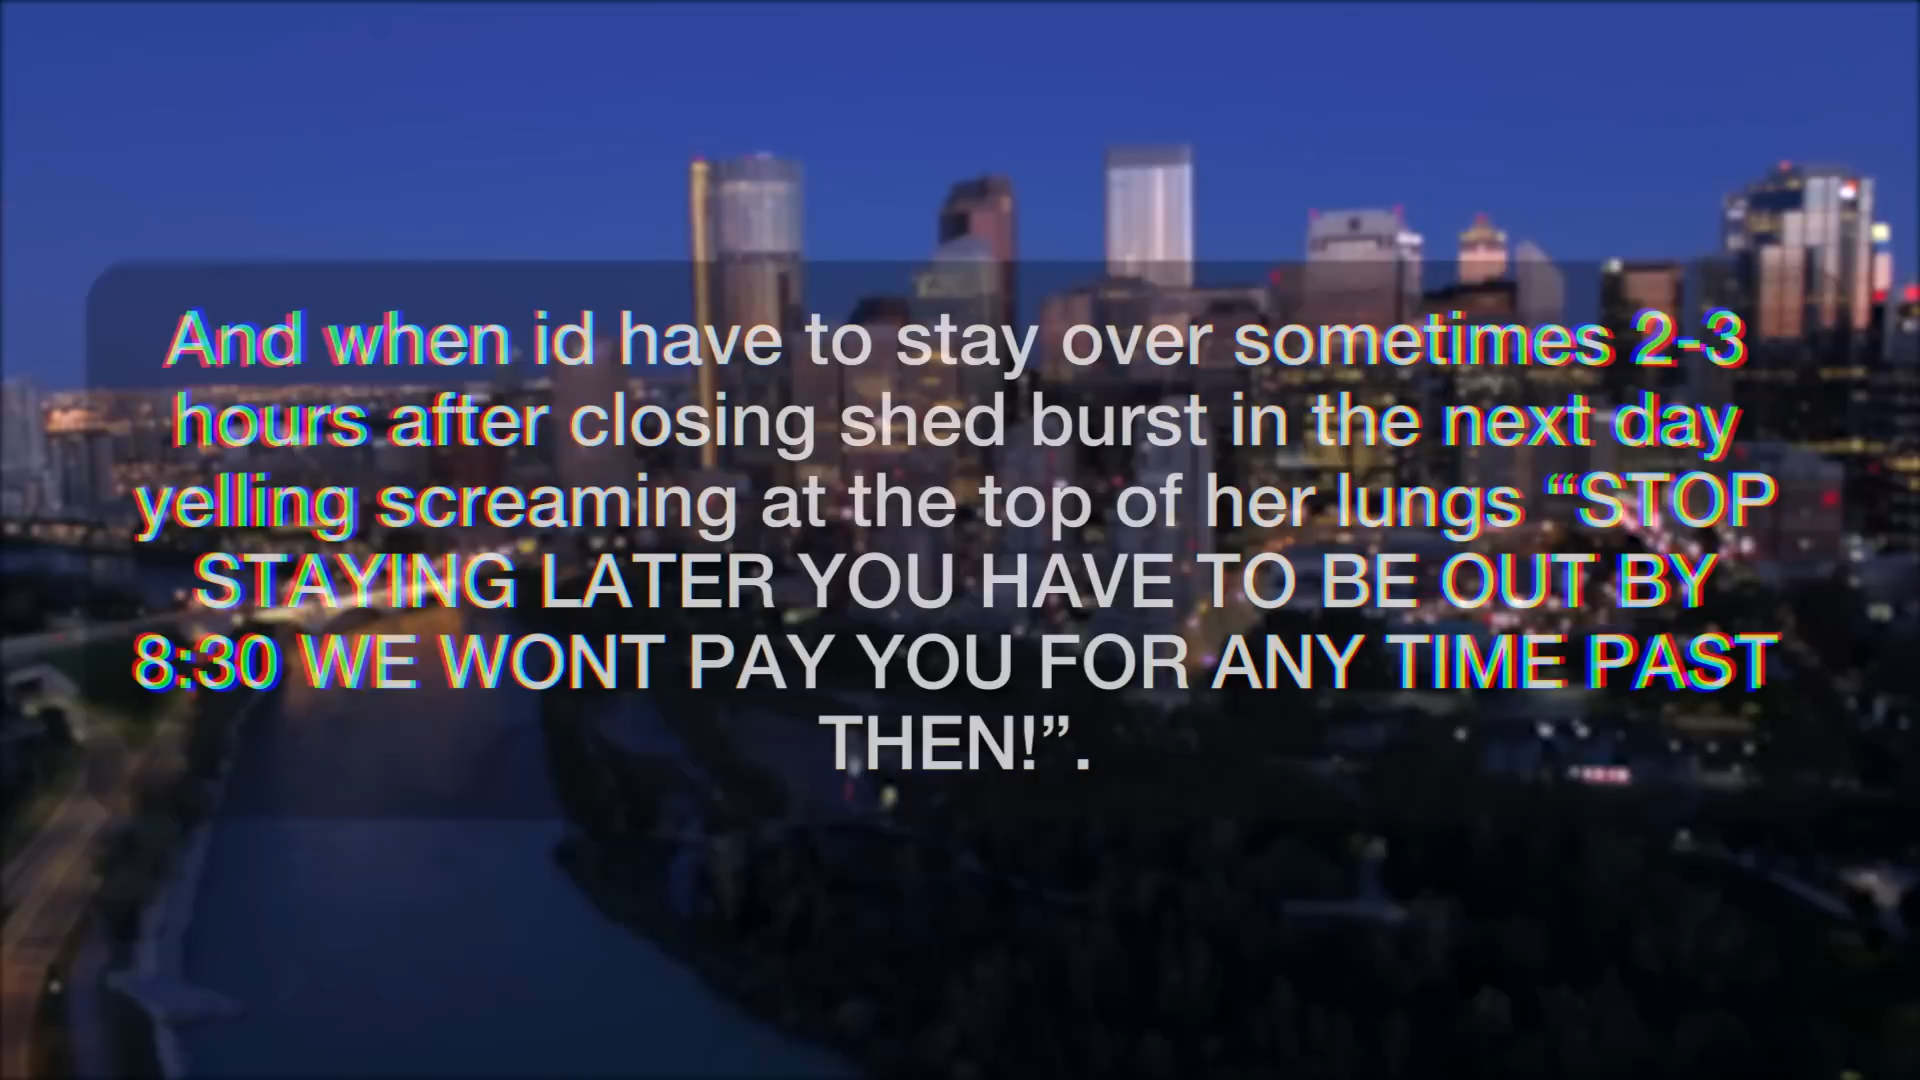 And when id have to stay over sometimes 2-3
hours after closing shed burst in the next day
yelling screaming at the top of her lungs “‘STOP
STAYING LATER YOU HAVE TO BE OUT BY
8:30 WE WONT PAY YOU FOR ANY TIME PAST
THEN!”.